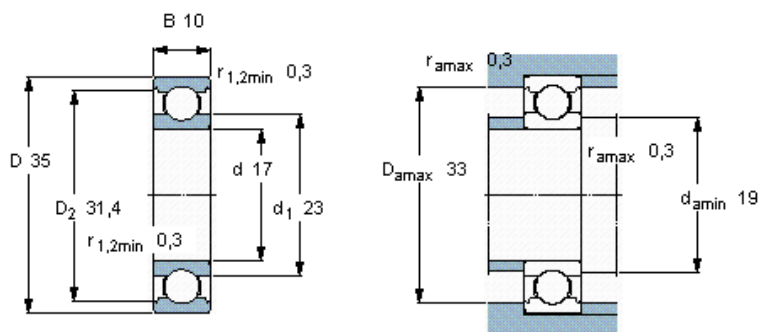 B 10
r1,2min 0,3
D 35
D2 31,4
d 17
d1 23
r1,2min 0,3
ramax 0,3
Damax 33
ramax 0,3
damin 19